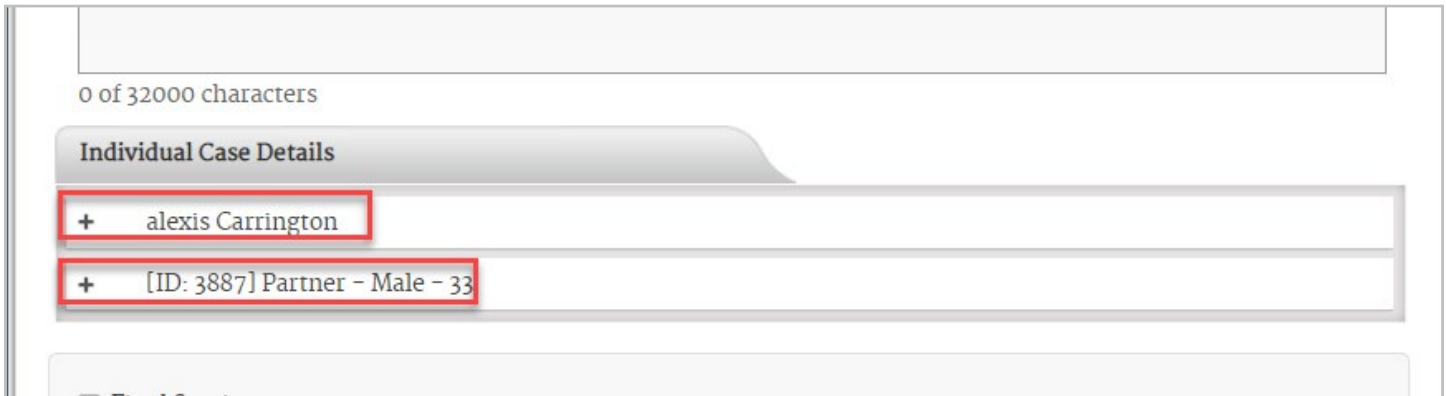 0 of 32000 characters
Individual Case Details
+ alexis Carrington
+ [ID: 3887] Partner - Male - 33